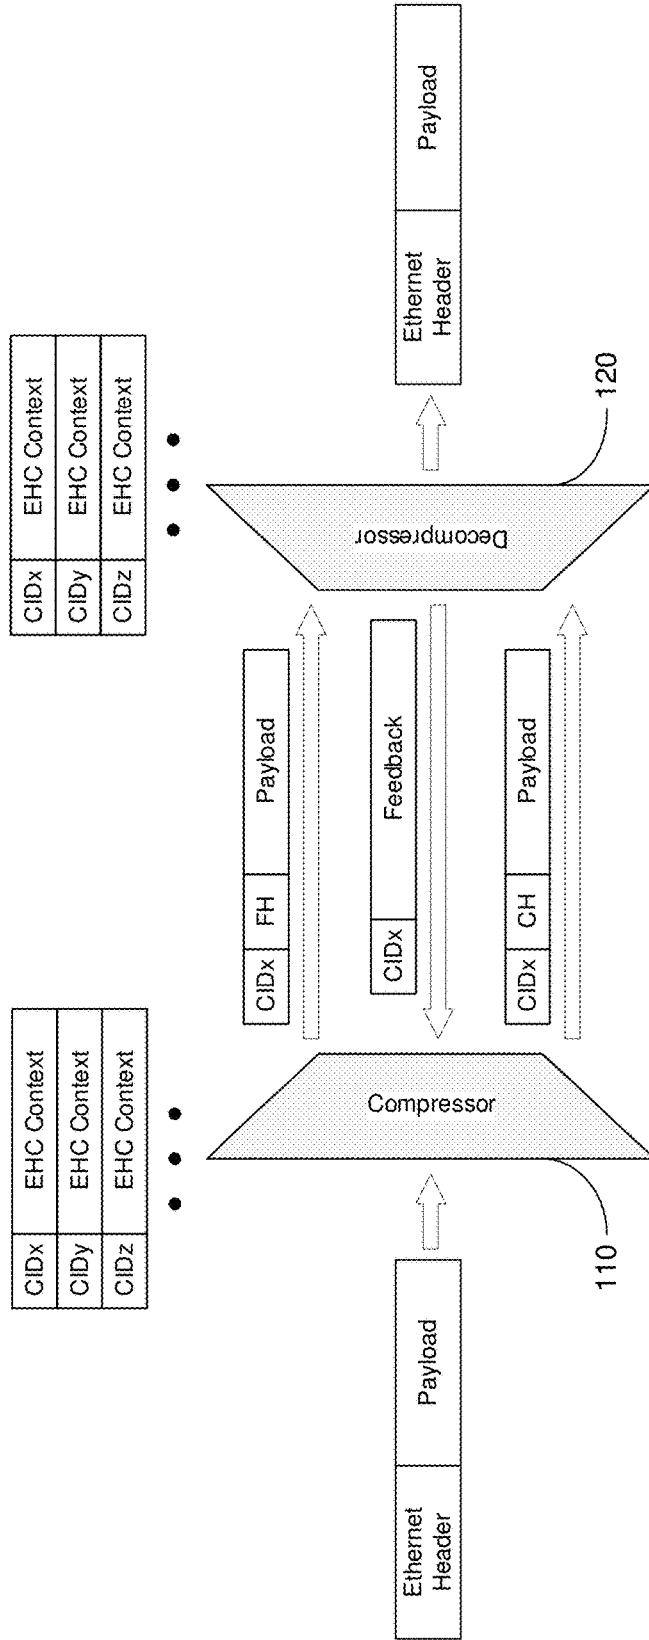 CIDx EHC Context
CIDy EHC Context
CIDz EHC Context
CIDx EHC Context
CIDy EHC Context
CIDz EHC Context
CIDx FH Payload
CIDx Feedback
CIDx CH Payload
Ethernet
Header
Payload
Compressor
Decompressor
Ethernet
Header
Payload
110
120